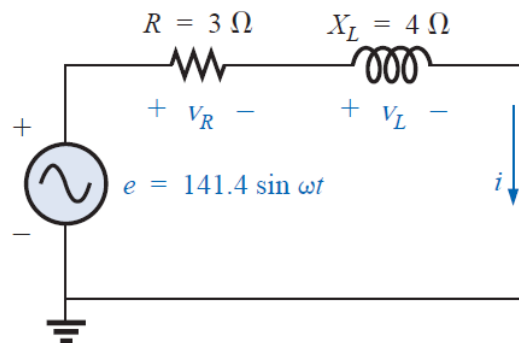 R = 3 Ω
X_L = 4 Ω
+ V_R −
+ V_L −
+
e = 141.4 sin ωt
i
−